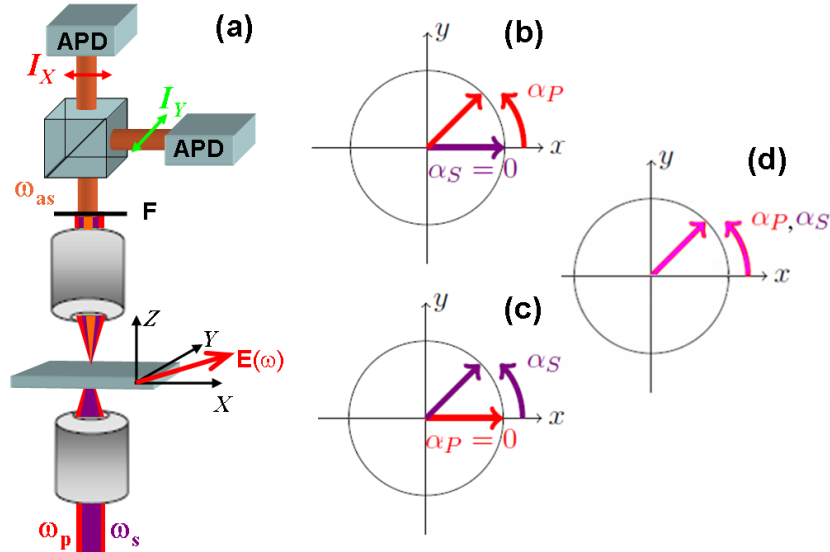 (a)
APD
I_X
I_Y
APD
ω_as
F
Z
Y
E(ω)
X
ω_p
ω_s
(b)
y
α_P
x
α_S = 0
(c)
y
α_S
x
α_P = 0
(d)
y
α_P,α_S
x